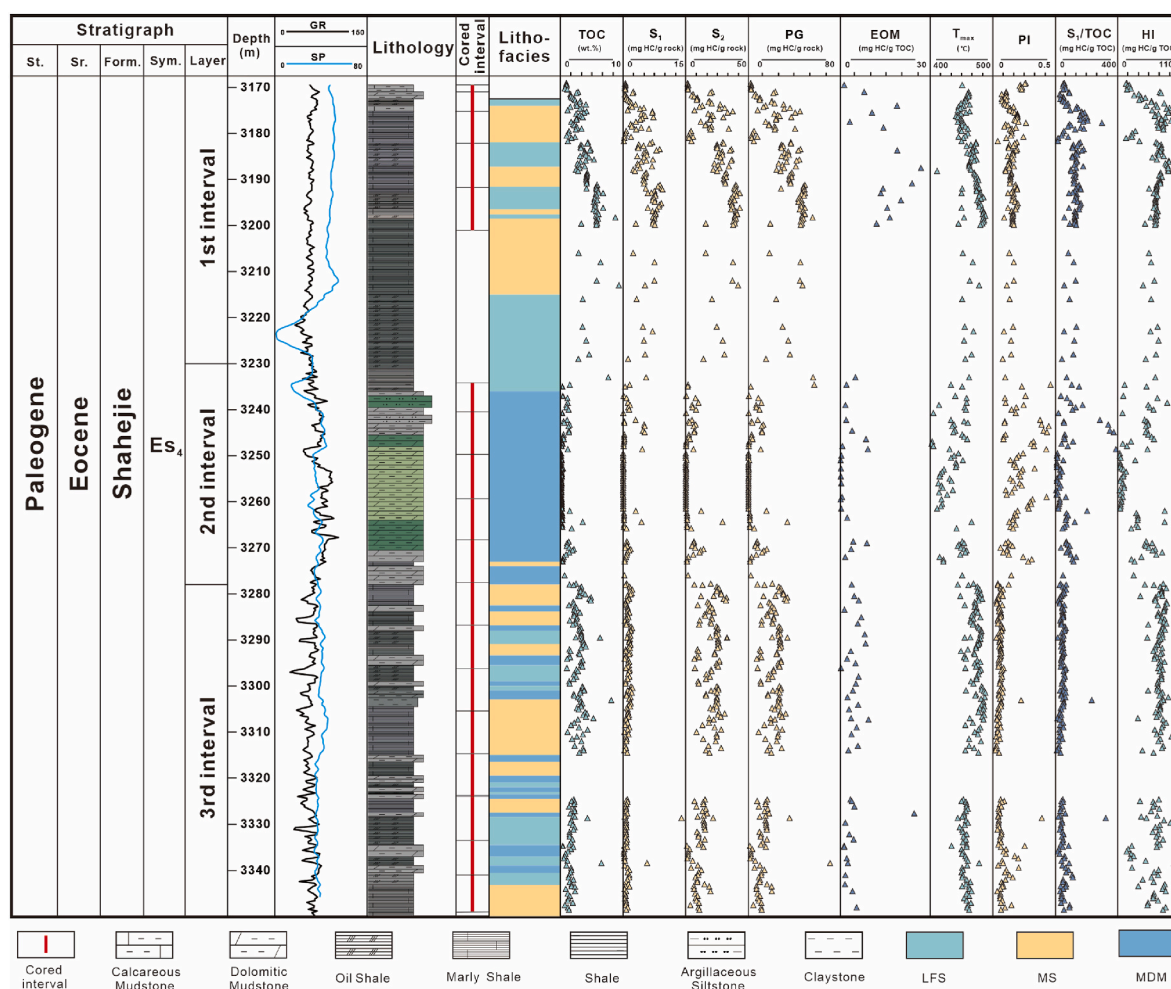 Stratigraph
St.
Sr.
Form.
Sym.
Layer
Depth
(m)
GR
0
150
SP
0
80
Lithology
Cored
interval
Litho-
facies
TOC
(wt.%)
0
10
S₁
(mg HC/g rock)
0
15
S₂
(mg HC/g rock)
0
50
PG
(mg HC/g rock)
0
80
EOM
(mg HC/g TOC)
0
30
Tmax
(℃)
400
500
PI
0
0.5
S₁/TOC
(mg HC/g TOC)
0
400
HI
(mg HC/g TOC)
0
110
Paleogene
Eocene
Shahejie
Es₄
1st interval
2nd interval
3rd interval
3170
3180
3190
3200
3210
3220
3230
3240
3250
3260
3270
3280
3290
3300
3310
3320
3330
3340
Cored
interval
Calcareous
Mudstone
Dolomitic
Mudstone
Oil Shale
Marly Shale
Shale
Argillaceous
Siltstone
Claystone
LFS
MS
MDM